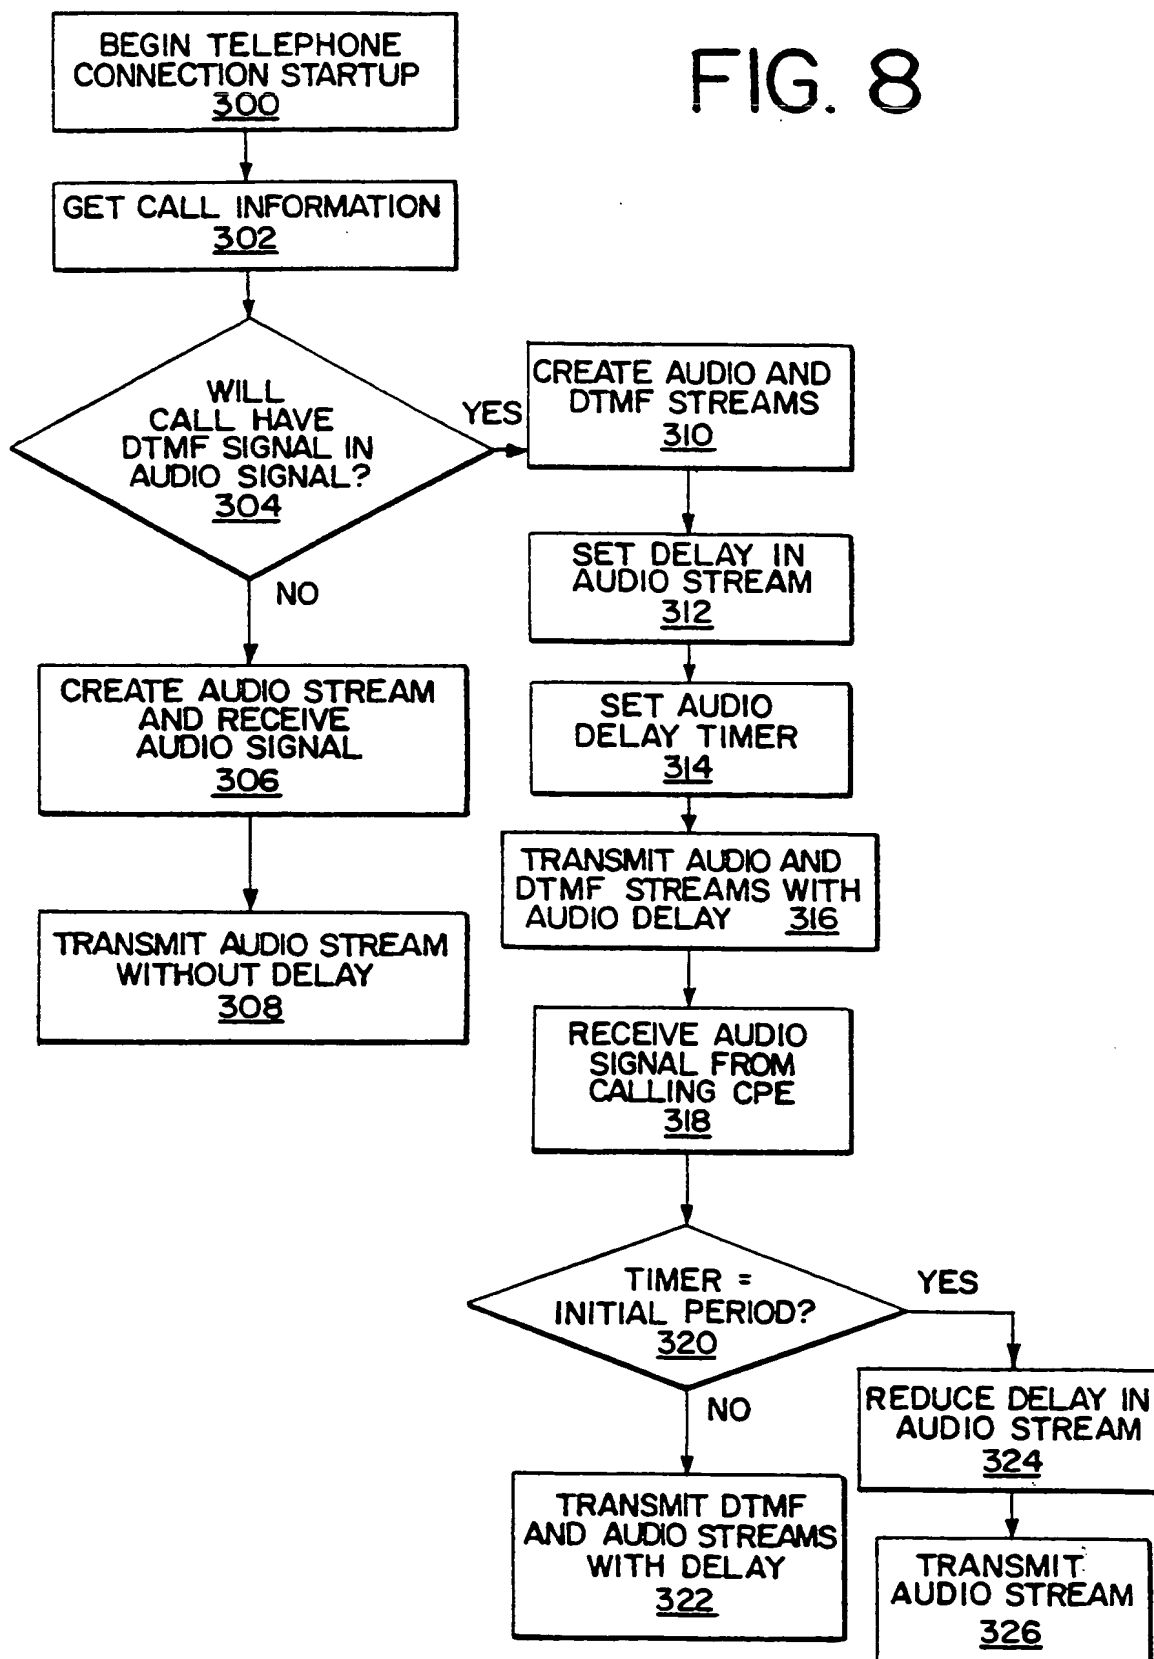 FIG. 8
BEGIN TELEPHONE
CONNECTION STARTUP
300
GET CALL INFORMATION
302
WILL
CALL HAVE
DTMF SIGNAL IN
AUDIO SIGNAL?
304
YES
NO
CREATE AUDIO STREAM
AND RECEIVE
AUDIO SIGNAL
306
TRANSMIT AUDIO STREAM
WITHOUT DELAY
308
CREATE AUDIO AND
DTMF STREAMS
310
SET DELAY IN
AUDIO STREAM
312
SET AUDIO
DELAY TIMER
314
TRANSMIT AUDIO AND
DTMF STREAMS WITH
AUDIO DELAY 316
RECEIVE AUDIO
SIGNAL FROM
CALLING CPE
318
TIMER =
INITIAL PERIOD?
320
YES
NO
TRANSMIT DTMF
AND AUDIO STREAMS
WITH DELAY
322
REDUCE DELAY IN
AUDIO STREAM
324
TRANSMIT
AUDIO STREAM
326